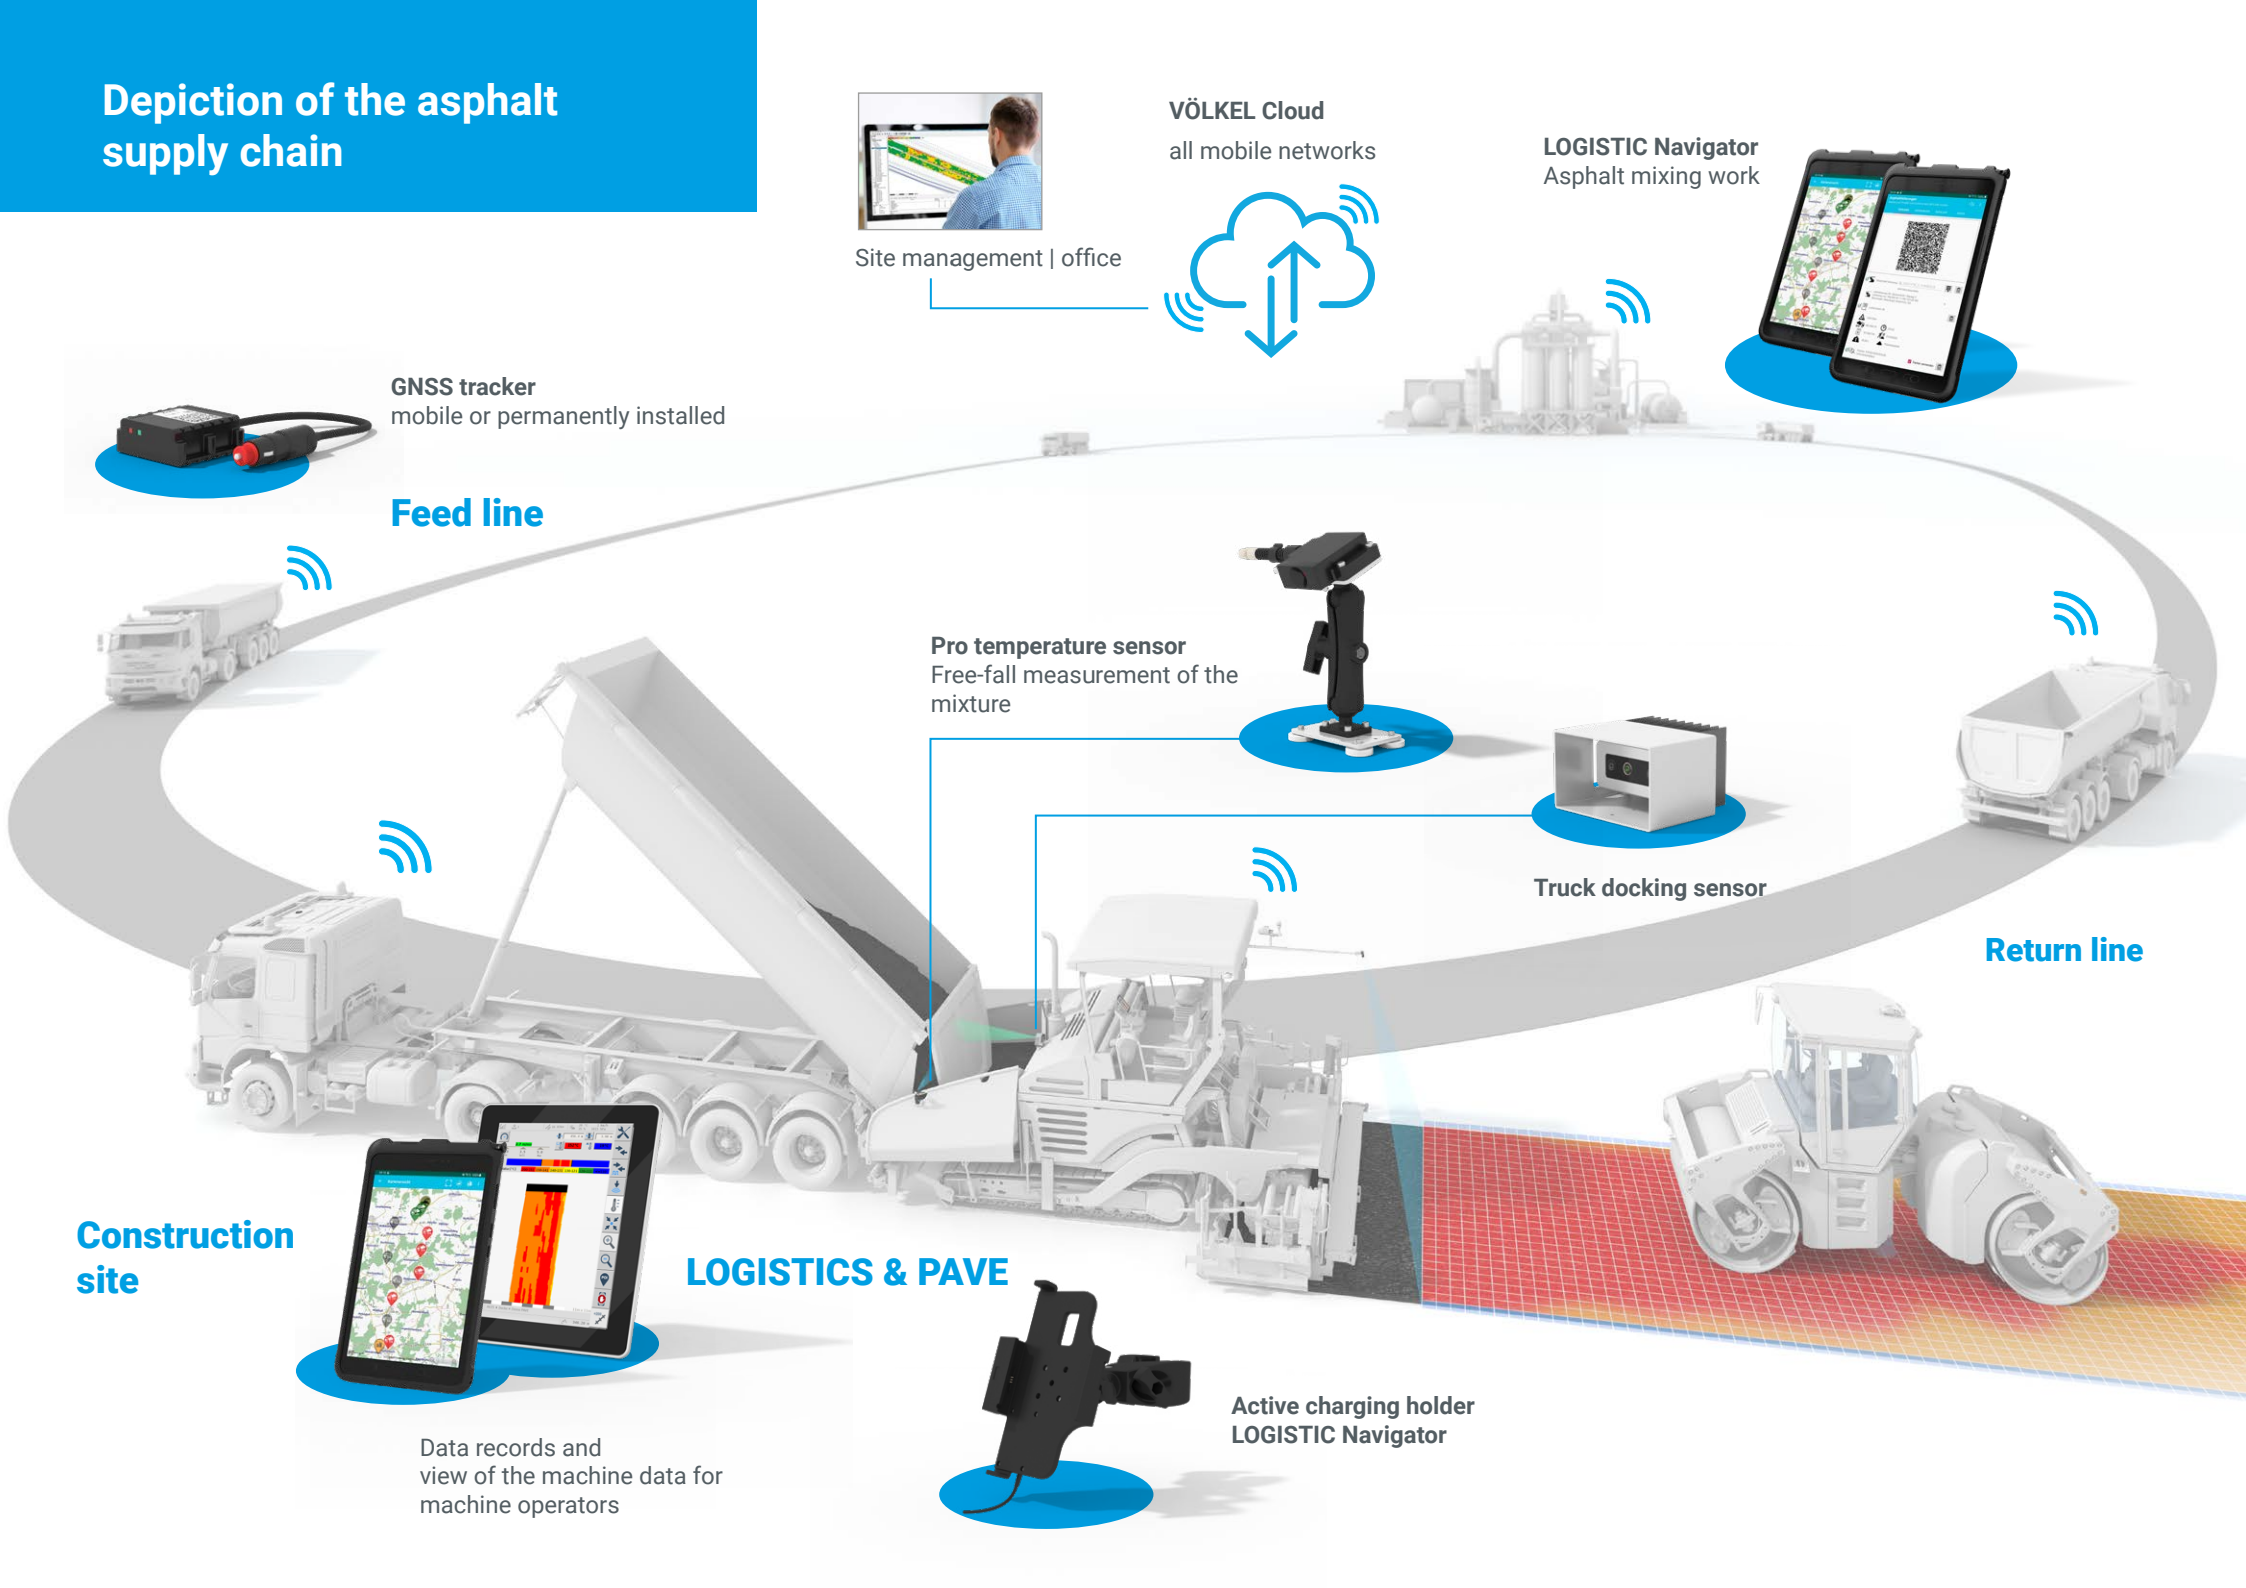 Depiction of the asphalt
supply chain
VÖLKEL Cloud
all mobile networks
Site management | office
LOGISTIC Navigator
Asphalt mixing work
GNSS tracker
mobile or permanently installed
Feed line
Pro temperature sensor
Free-fall measurement of the
mixture
Truck docking sensor
Return line
Construction
site
LOGISTICS & PAVE
Data records and
view of the machine data for
machine operators
Active charging holder
LOGISTIC Navigator